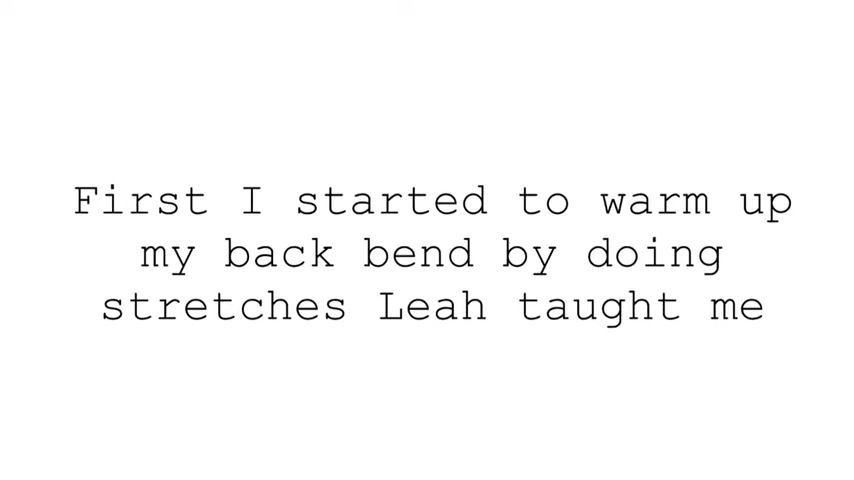 First I started to warm up
my back bend by doing
stretches Leah taught me